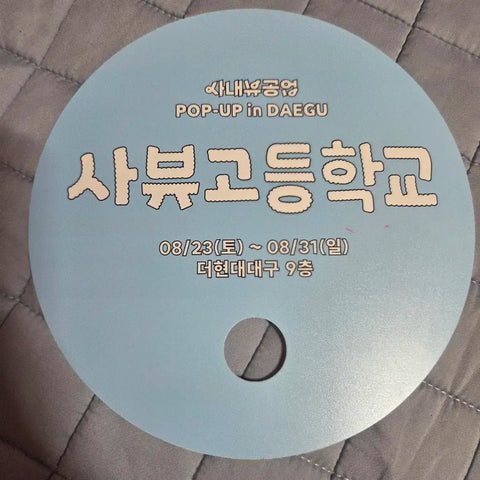 사내뷰공업
POP-UP in DAEGU
사뷰고등학교
08/23(토) ~ 08/31(일)
더현대대구 9층